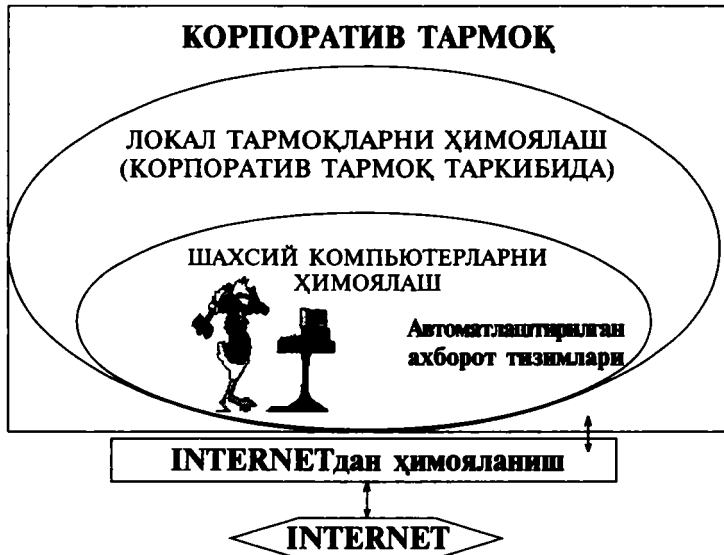 КОРПОРАТИВ ТАРМОҚ
ЛОКАЛ ТАРМОҚЛАРНИ ҲИМОЯЛАШ
(КОРПОРАТИВ ТАРМОҚ ТАРКИБИДА)
ШАХСИЙ КОМПЬЮТЕРЛАРНИ
ҲИМОЯЛАШ
Автоматлаштирилган
ахборот тизимлари
INTERNETдан ҳимояланиш
INTERNET